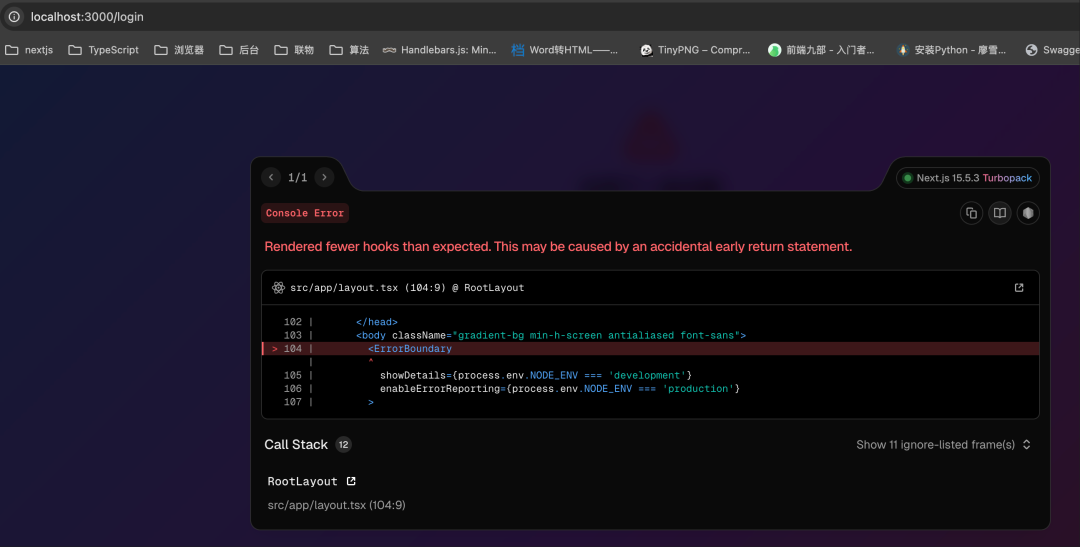 localhost:3000/login
nextjs TypeScript 浏览器 后台 联物 算法 Handlebars.js: Min... Word转HTML——... TinyPNG – Compr... 前端九部 - 入门者... 安装Python - 廖雪... Swagge
1/1
Next.js 15.5.3 Turbopack
Console Error
Rendered fewer hooks than expected. This may be caused by an accidental early return statement.
src/app/layout.tsx (104:9) @ RootLayout
102 | </head>
103 | <body className="gradient-bg min-h-screen antialiased font-sans">
> 104 | <ErrorBoundary
| ^
105 | showDetails={process.env.NODE_ENV === 'development'}
106 | enableErrorReporting={process.env.NODE_ENV === 'production'}
107 | >
Call Stack 12
Show 11 ignore-listed frame(s)
RootLayout
src/app/layout.tsx (104:9)